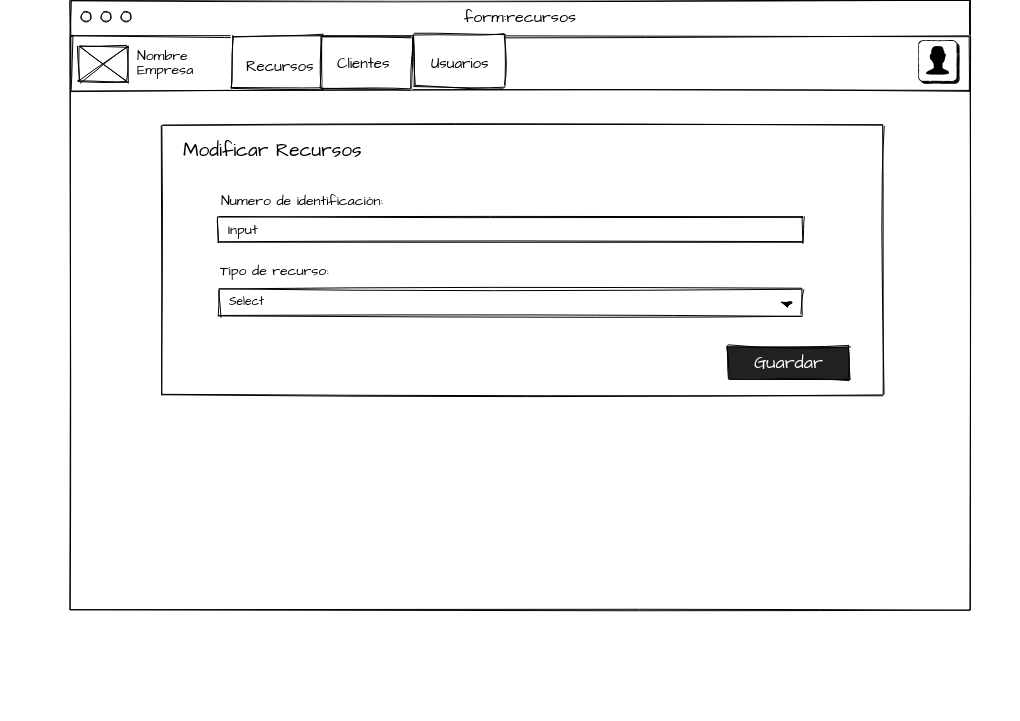 form:recursos
Nombre
Empresa
Recursos
Clientes
Usuarios
Modificar Recursos
Numero de identificación:
Input
Tipo de recurso:
Select
Guardar